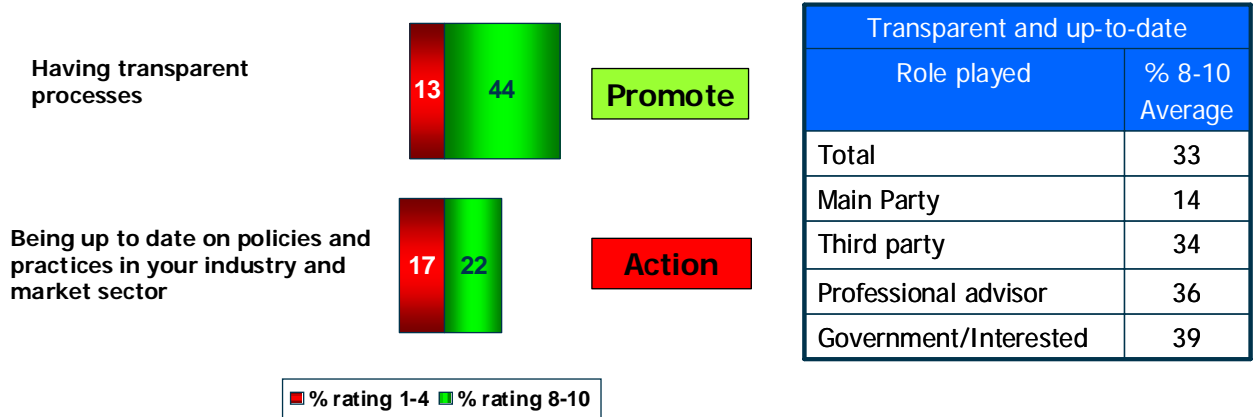 Having transparent
processes
13 44
Promote
Being up to date on policies and
practices in your industry and
market sector
17 22
Action
% rating 1-4 % rating 8-10
Transparent and up-to-date
Role played % 8-10
Average
Total 33
Main Party 14
Third party 34
Professional advisor 36
Government/Interested 39